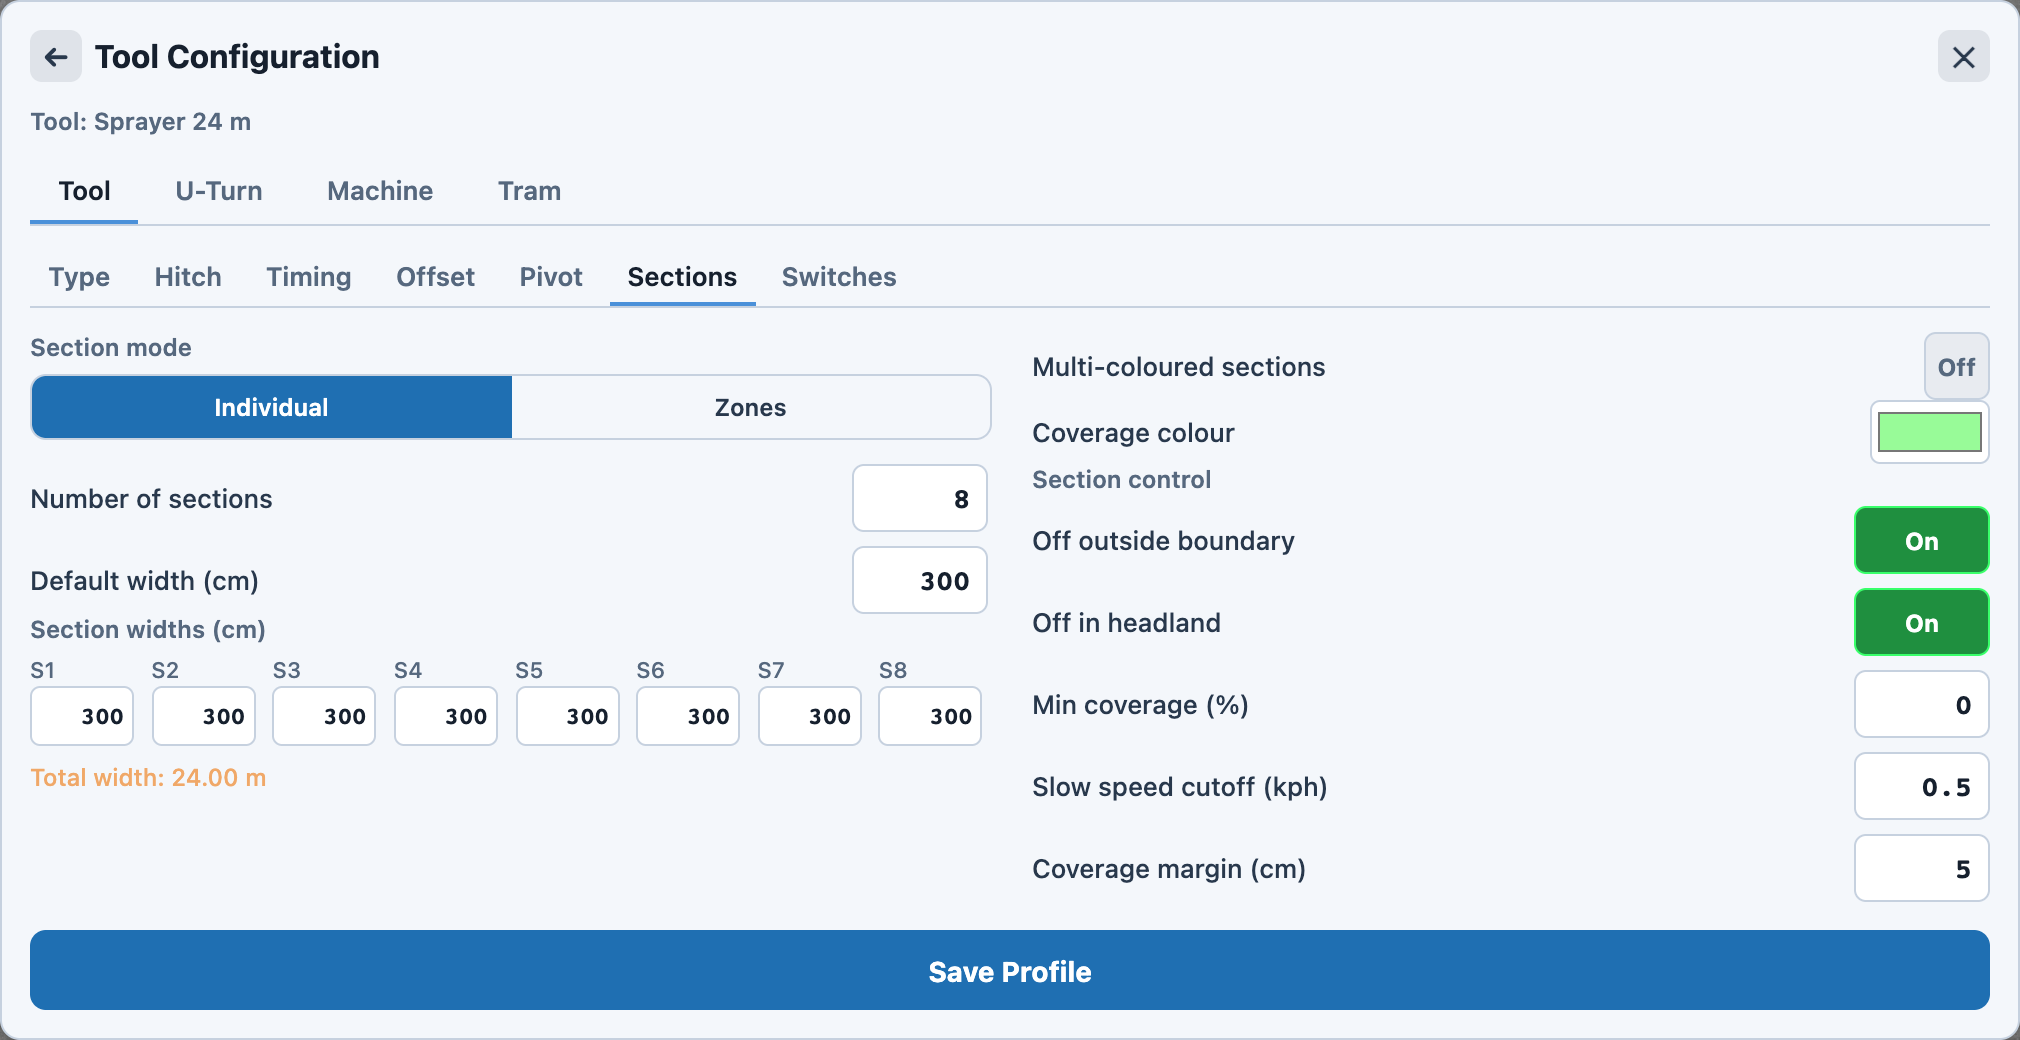 Tool Configuration
Tool: Sprayer 24 m
Tool U-Turn Machine Tram
Type Hitch Timing Offset Pivot Sections Switches
Section mode
Individual Zones
Number of sections 8
Default width (cm) 300
Section widths (cm)
S1 S2 S3 S4 S5 S6 S7 S8
300 300 300 300 300 300 300 300
Total width: 24.00 m
Multi-coloured sections Off
Coverage colour
Section control
Off outside boundary On
Off in headland On
Min coverage (%) 0
Slow speed cutoff (kph) 0.5
Coverage margin (cm) 5
Save Profile